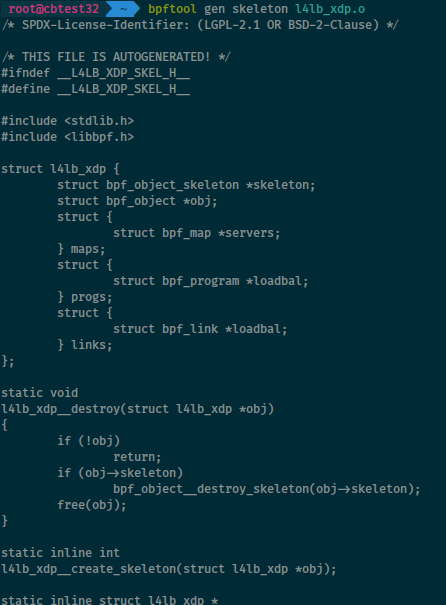 root@cbtest32 ~ bpftool gen skeleton l4lb_xdp.o
/* SPDX-License-Identifier: (LGPL-2.1 OR BSD-2-Clause) */

/* THIS FILE IS AUTOGENERATED! */
#ifndef __L4LB_XDP_SKEL_H__
#define __L4LB_XDP_SKEL_H__

#include <stdlib.h>
#include <libbpf.h>

struct l4lb_xdp {
        struct bpf_object_skeleton *skeleton;
        struct bpf_object *obj;
        struct {
                struct bpf_map *servers;
        } maps;
        struct {
                struct bpf_program *loadbal;
        } progs;
        struct {
                struct bpf_link *loadbal;
        } links;
};

static void
l4lb_xdp__destroy(struct l4lb_xdp *obj)
{
        if (!obj)
                return;
        if (obj->skeleton)
                bpf_object__destroy_skeleton(obj->skeleton);
        free(obj);
}

static inline int
l4lb_xdp__create_skeleton(struct l4lb_xdp *obj);

static inline struct l4lb_xdp *